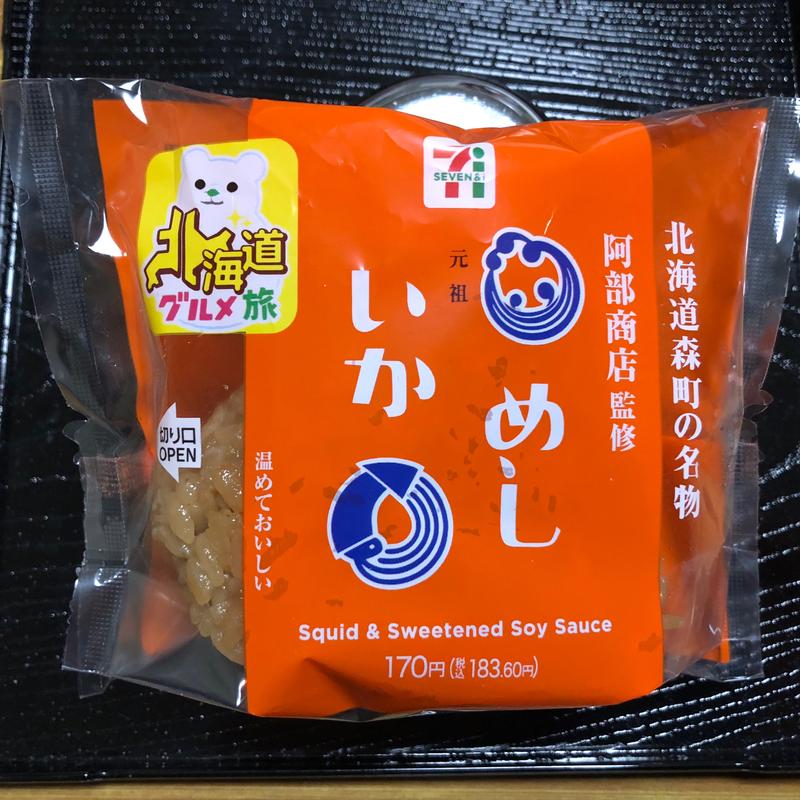 北海道
グルメ旅
SEVEN&i
北海道森町の名物
阿部商店監修
元祖
いか
めし
切り口
OPEN
温めておいしい
Squid & Sweetened Soy Sauce
170円(税込183.60円)